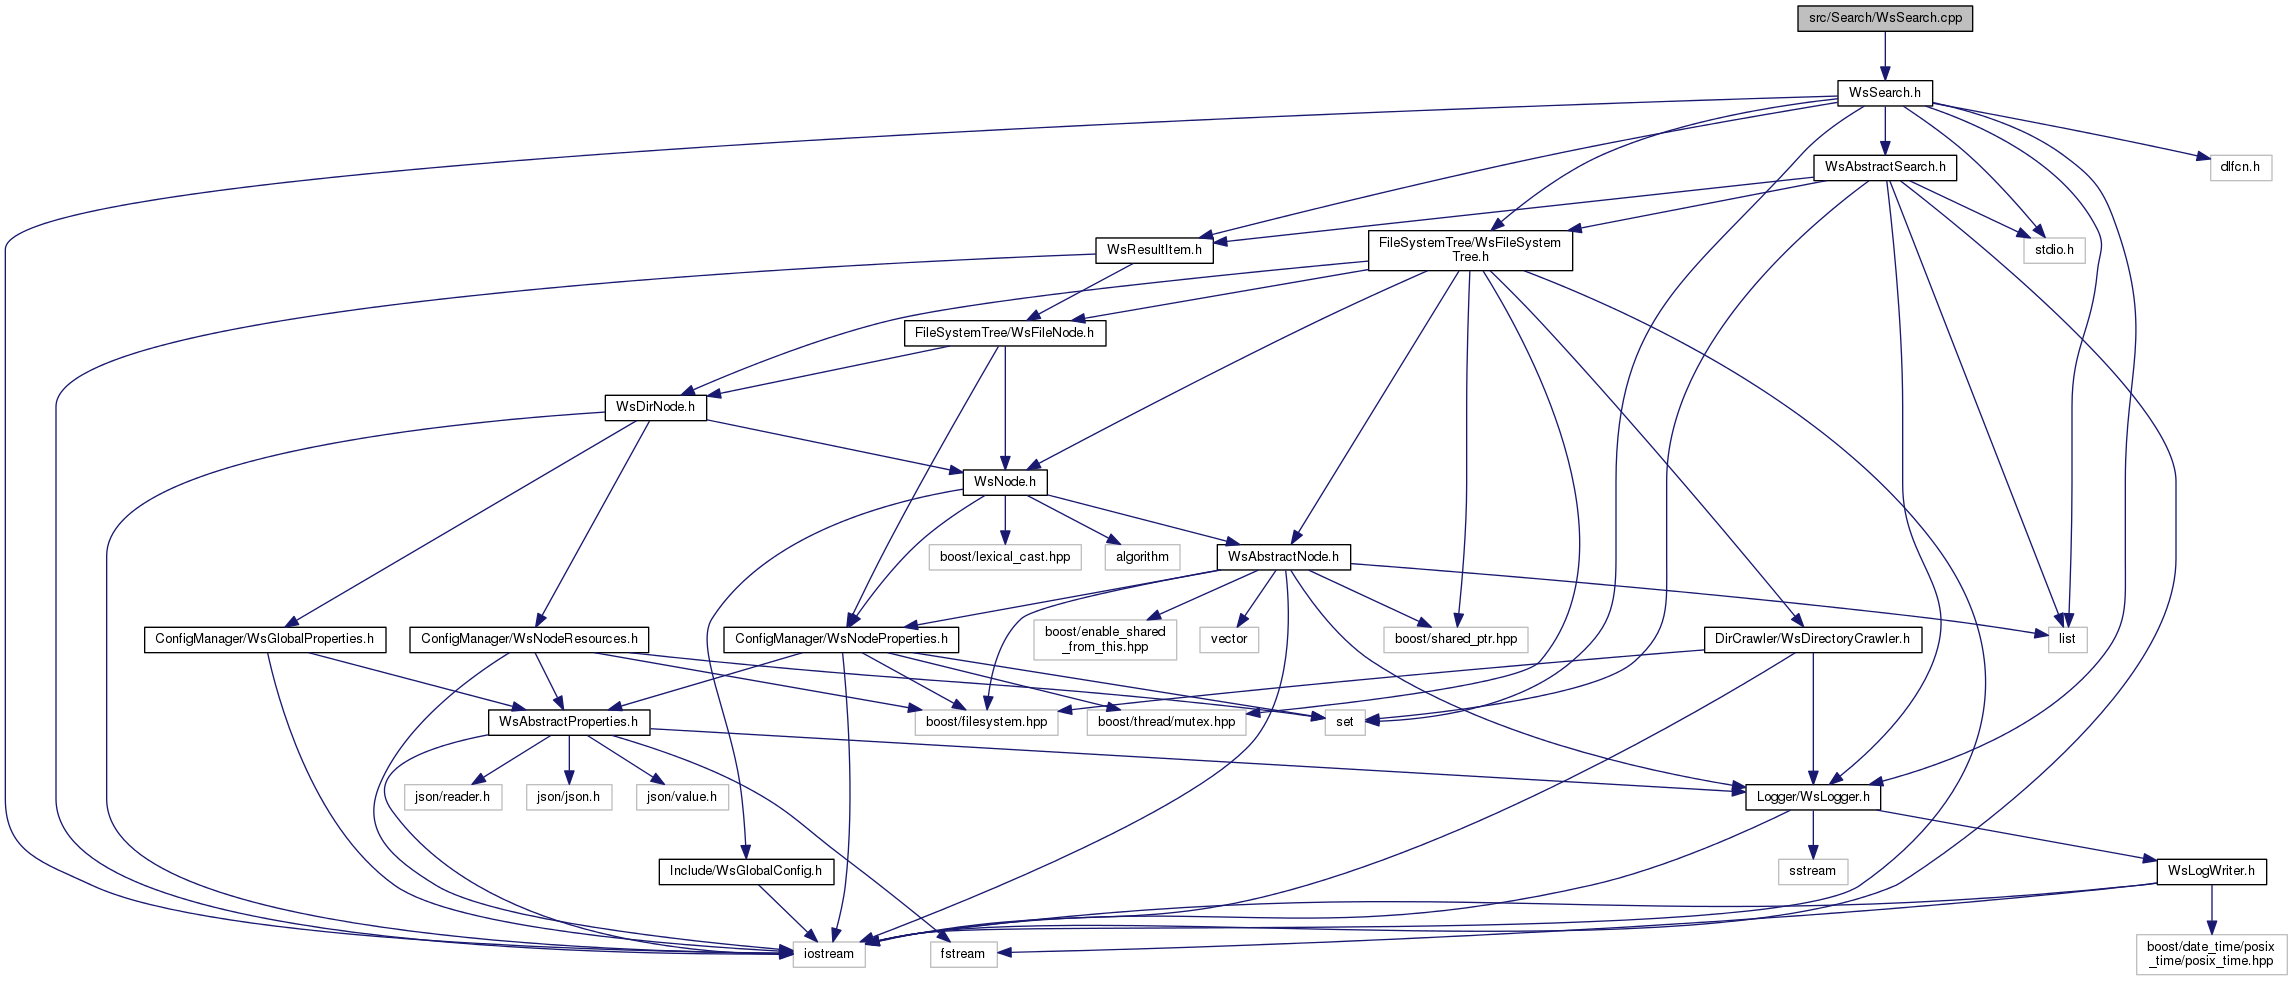 src/Search/WsSearch.cpp
WsSearch.h
WsAbstractSearch.h
dlfcn.h
WsResultItem.h
FileSystemTree/WsFileSystem
Tree.h
stdio.h
FileSystemTree/WsFileNode.h
WsDirNode.h
WsNode.h
boost/lexical_cast.hpp
algorithm
WsAbstractNode.h
ConfigManager/WsGlobalProperties.h
ConfigManager/WsNodeResources.h
ConfigManager/WsNodeProperties.h
boost/enable_shared
_from_this.hpp
vector
boost/shared_ptr.hpp
DirCrawler/WsDirectoryCrawler.h
list
WsAbstractProperties.h
boost/filesystem.hpp
boost/thread/mutex.hpp
set
json/reader.h
json/json.h
json/value.h
Logger/WsLogger.h
Include/WsGlobalConfig.h
sstream
WsLogWriter.h
iostream
fstream
boost/date_time/posix
_time/posix_time.hpp